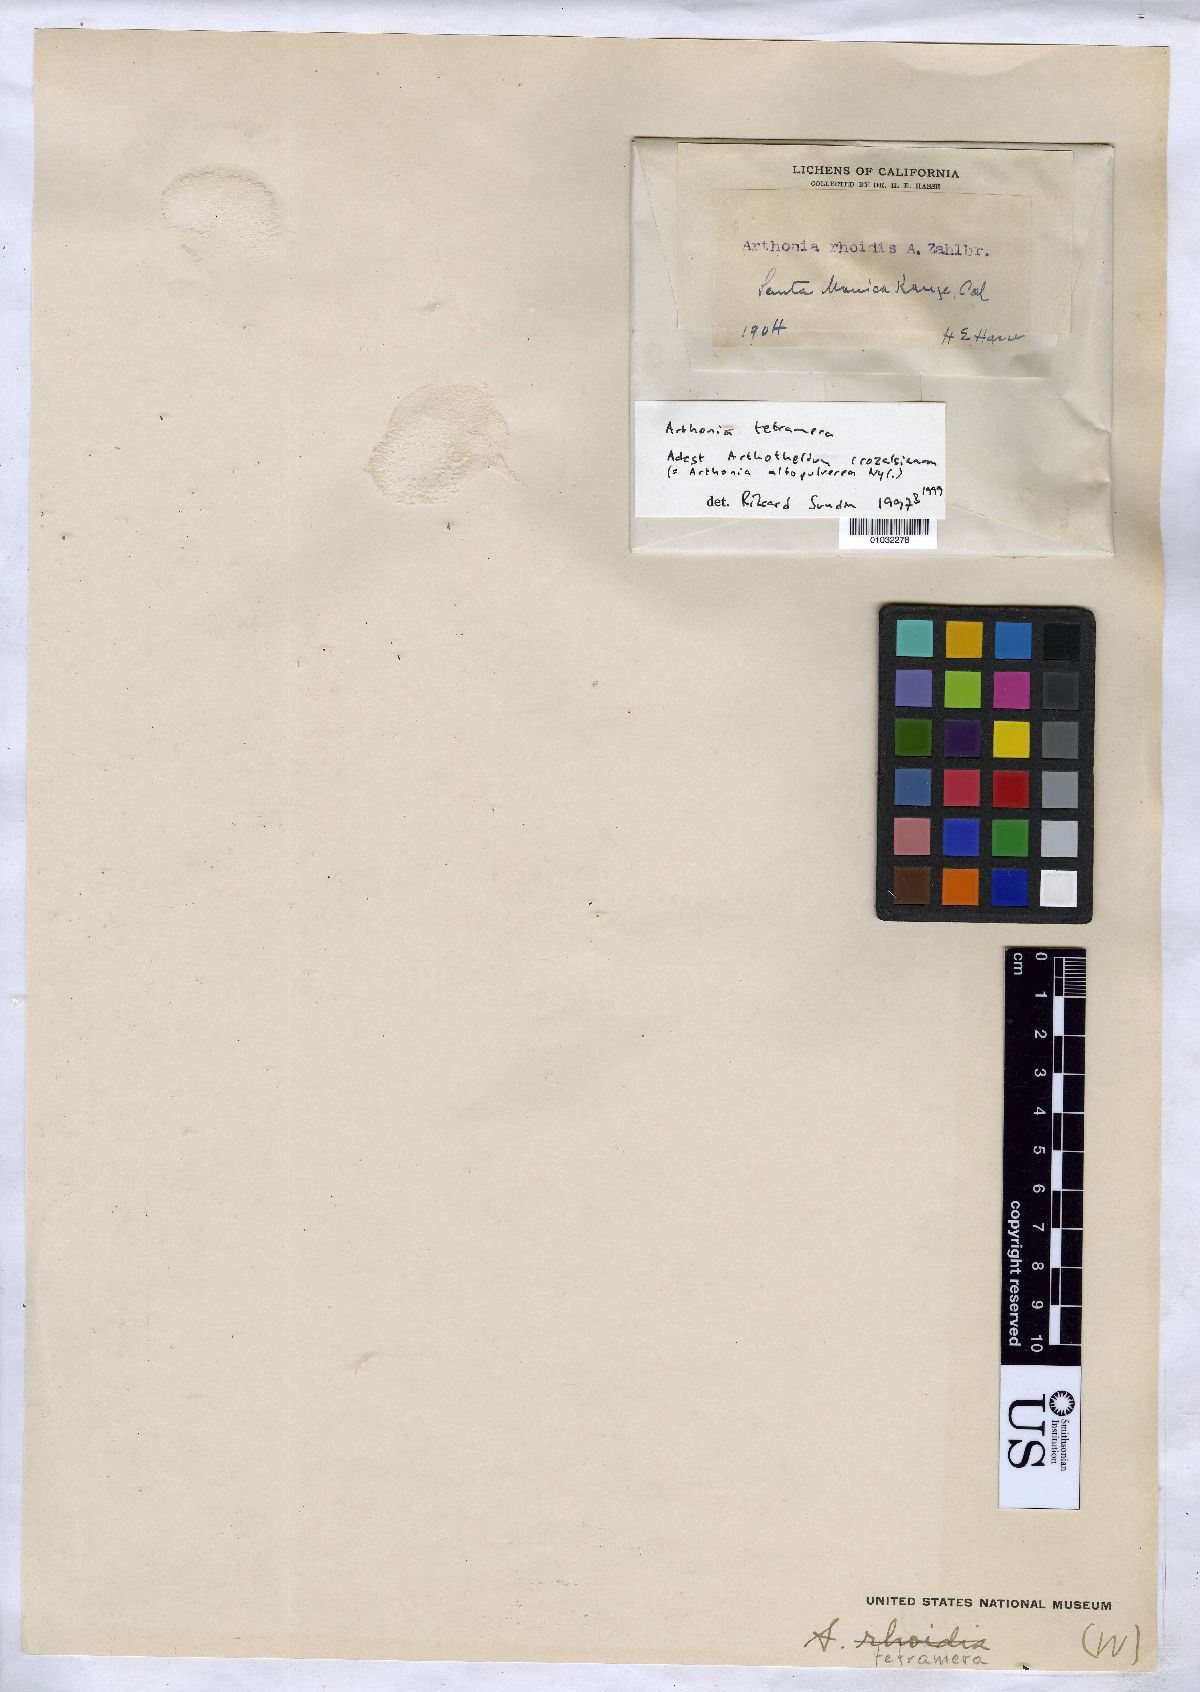 LICHENS OF CALIFORNIA
COLLECTED BY DR. H. E. HASSE
Arthonia rhoidis A. Zahlbr.
Santa Monica Range, Cal
1904
H E Hasse
Arthonia tetramera
Adest Arthothelium crozalsianum
(= Arthonia albopulverea Nyl.)
det. Rikard Sundin 1997 1999
01032278
cm
0 1 2 3 4 5 6 7 8 9 10
copyright reserved
US
Smithsonian
Institution
UNITED STATES NATIONAL MUSEUM
A. rhoidis (W)
tetramera